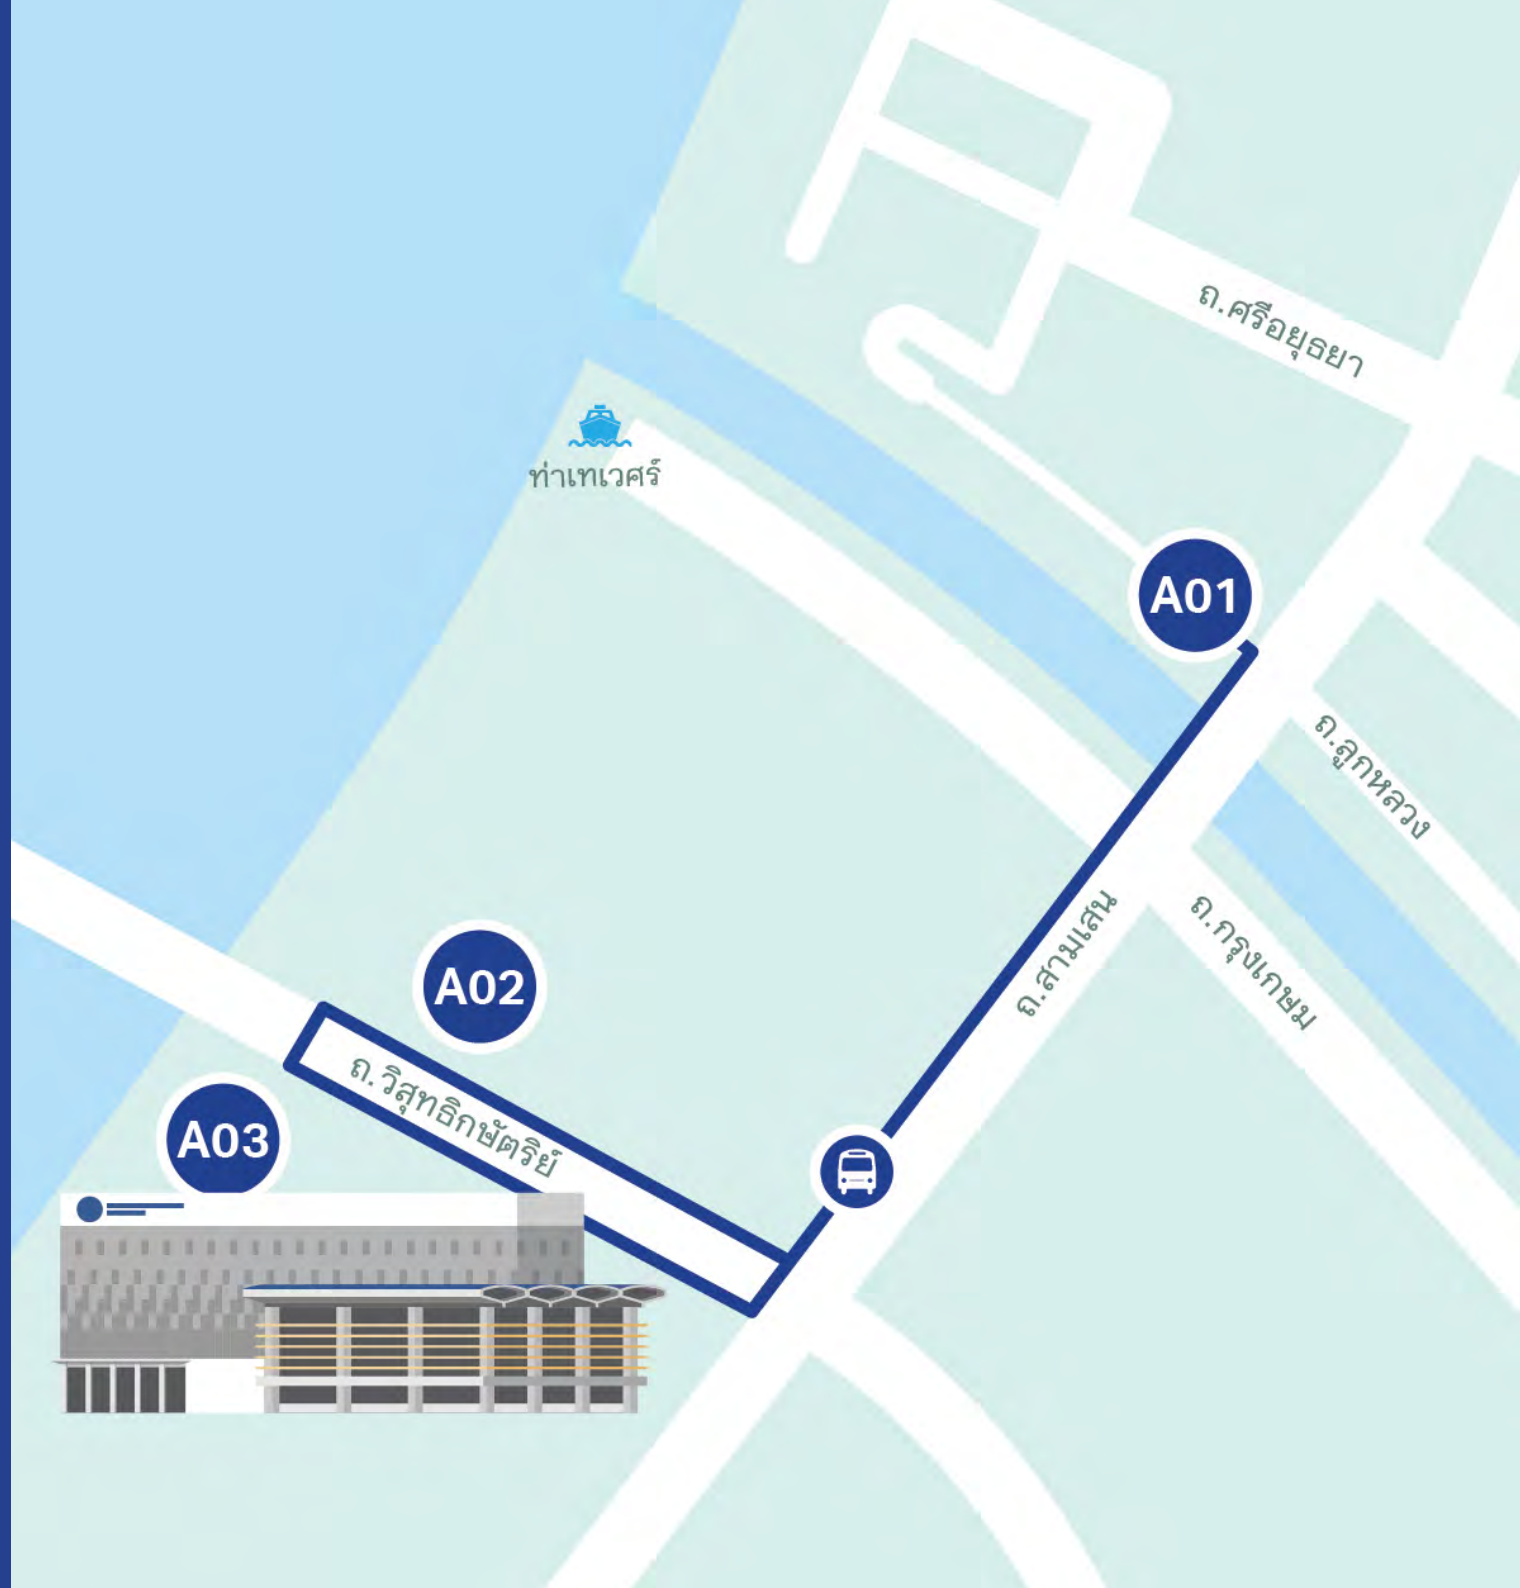 ถ.ศรีอยุธยา
ท่าเทเวศร์
A01
ถ.ลูกหลวง
ถ.สามเสน
ถ.กรุงเกษม
A02
ถ.วิสุทธิกษัตริย์
A03